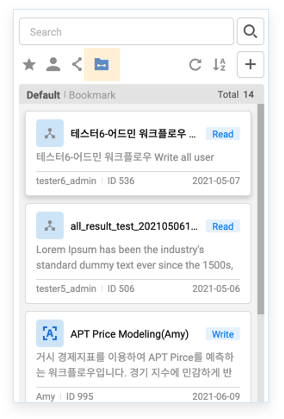 Search
Default | Bookmark Total 14
테스터6-어드민 워크플로우 ... Read
테스터6-어드민 워크플로우 Write all user
tester6_admin | ID 536 2021-05-07
all_result_test_202105061... Read
Lorem Ipsum has been the industry's
standard dummy text ever since the 1500s,
tester5_admin | ID 506 2021-05-06
APT Price Modeling(Amy) Write
거시 경제지표를 이용하여 APT Pirce를 예측하
는 워크플로우입니다. 경기 지수에 민감하게 반
Amy | ID 995 2021-06-09